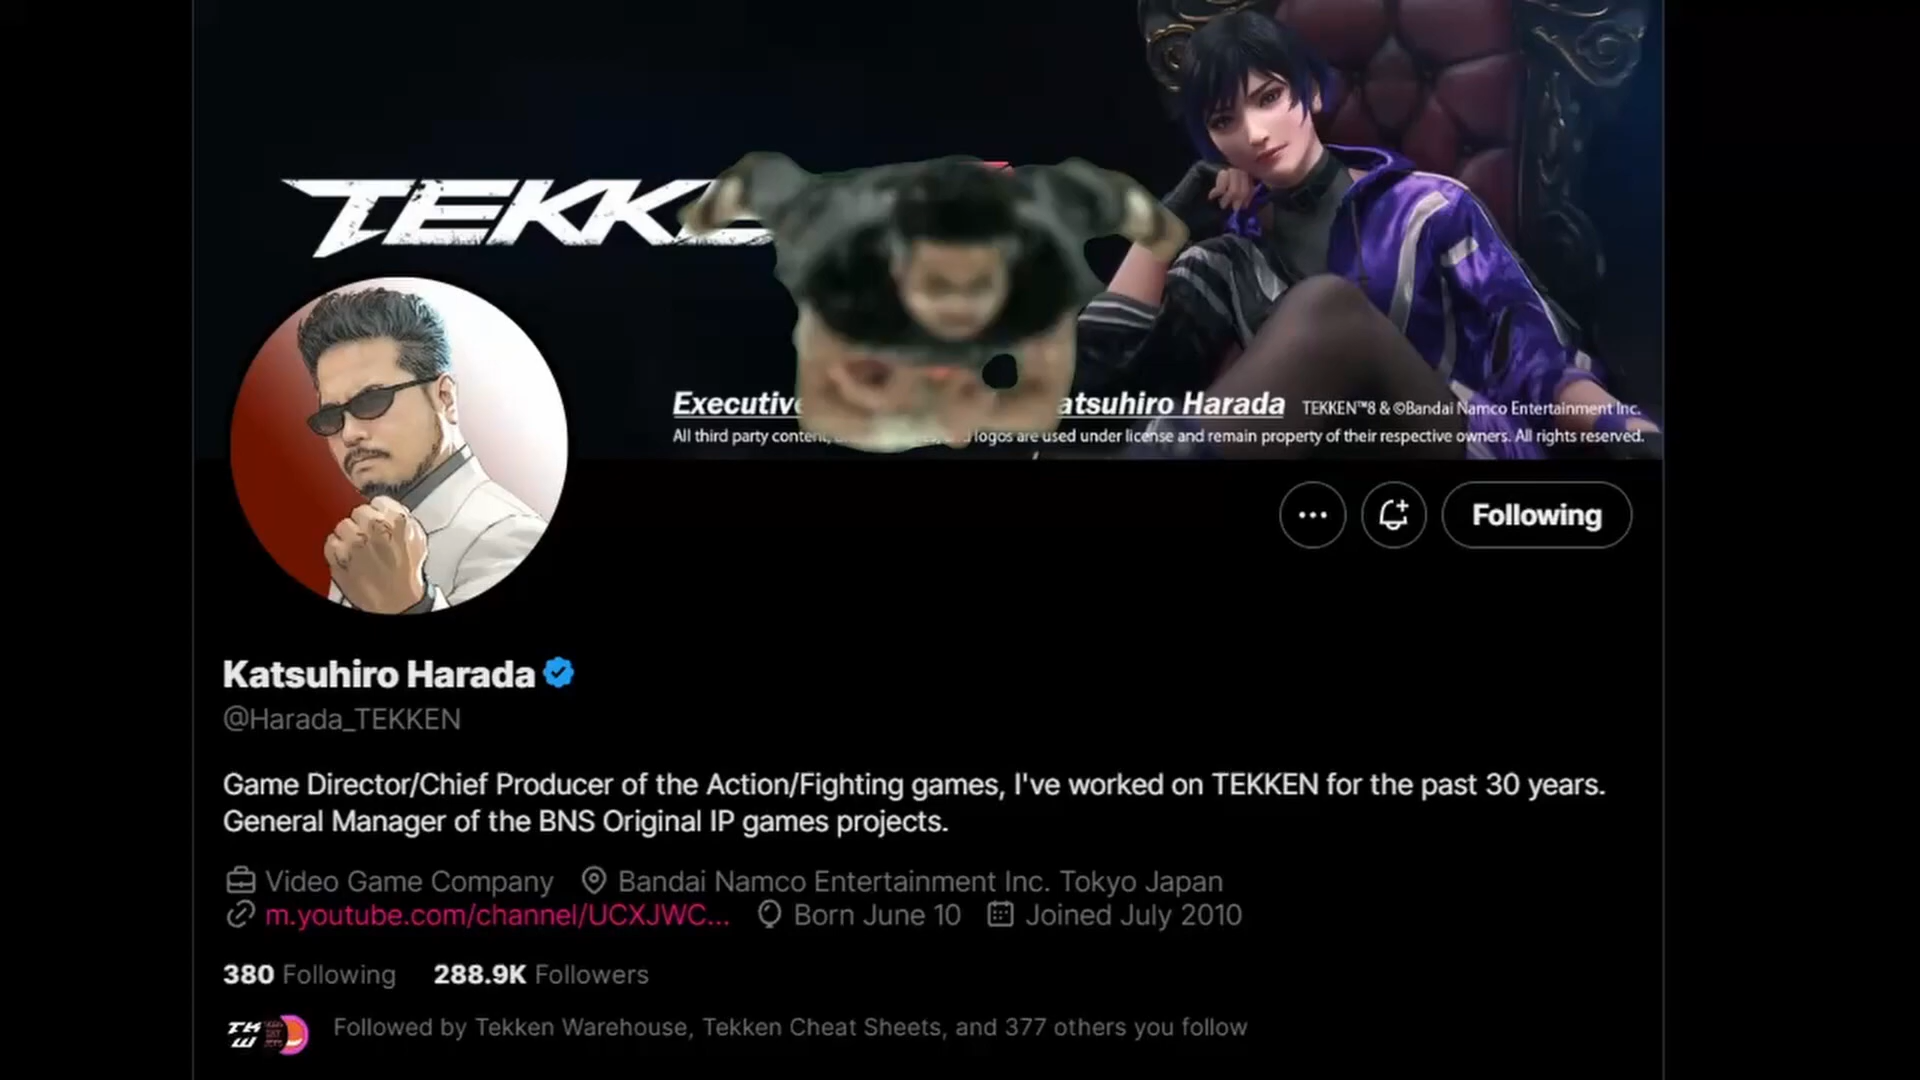 TEKK
Executive atsuhiro Harada TEKKEN™8 & ©Bandai Namco Entertainment Inc.
All third party content, logos are used under license and remain property of their respective owners. All rights reserved.
Following
Katsuhiro Harada
@Harada_TEKKEN
Game Director/Chief Producer of the Action/Fighting games, I've worked on TEKKEN for the past 30 years.
General Manager of the BNS Original IP games projects.
Video Game Company Bandai Namco Entertainment Inc. Tokyo Japan
m.youtube.com/channel/UCXJWC... Born June 10 Joined July 2010
380 Following 288.9K Followers
Followed by Tekken Warehouse, Tekken Cheat Sheets, and 377 others you follow